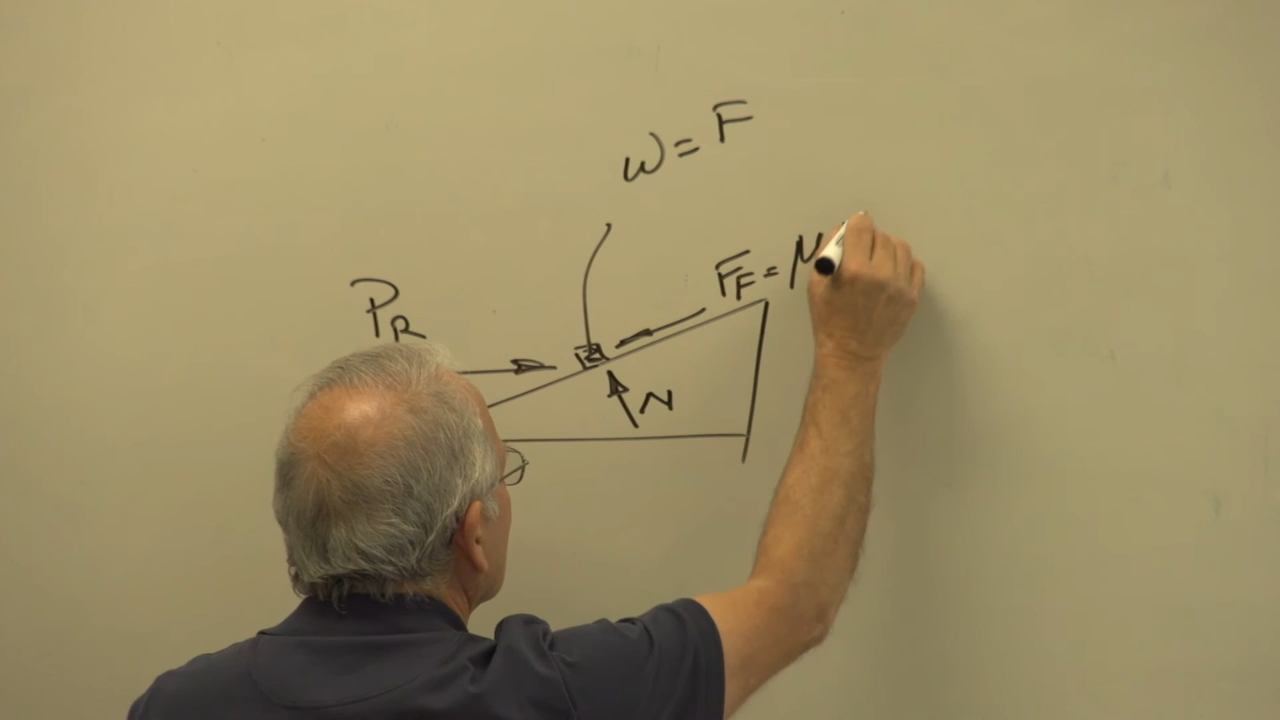 W = F
F_F = μ
P_R
N